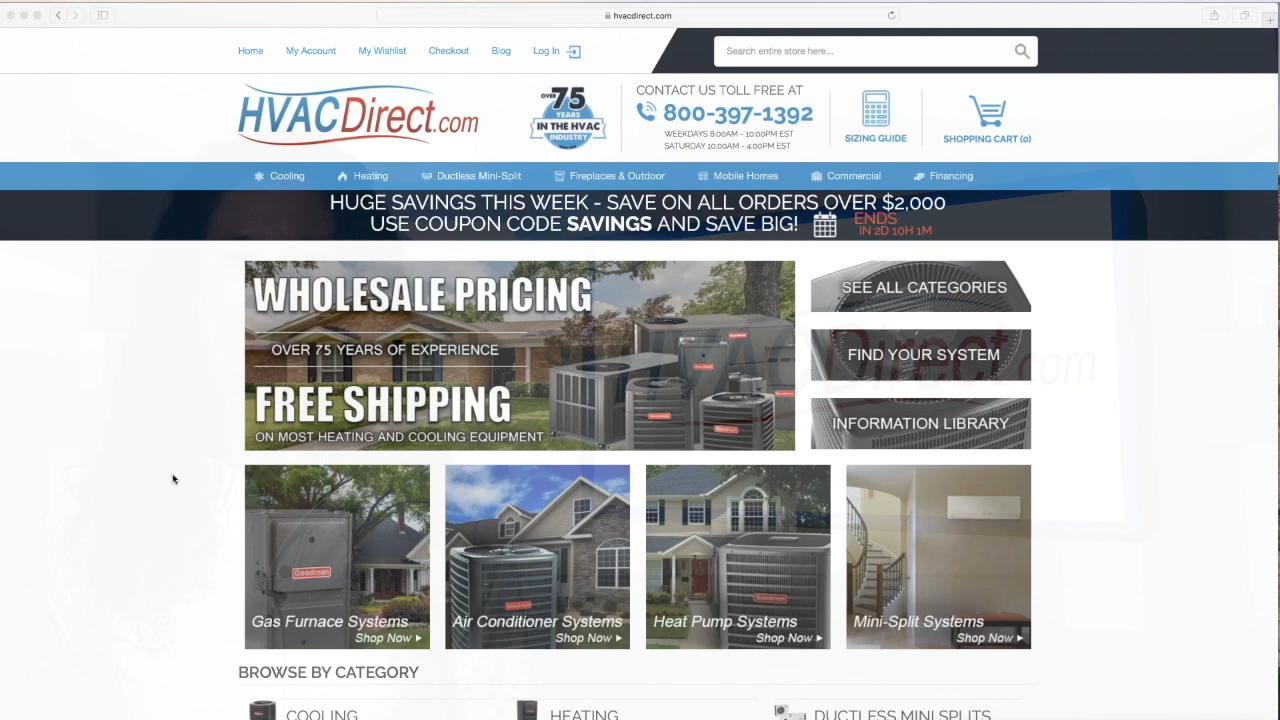 hvacdirect.com
Home My Account My Wishlist Checkout Blog Log In
Search entire store here...
HVACDirect.com
OVER 75 YEARS IN THE HVAC INDUSTRY
CONTACT US TOLL FREE AT
800-397-1392
WEEKDAYS 8:00AM - 10:00PM EST
SATURDAY 10:00AM - 4:00PM EST
SIZING GUIDE
SHOPPING CART (0)
Cooling Heating Ductless Mini-Split Fireplaces & Outdoor Mobile Homes Commercial Financing
HUGE SAVINGS THIS WEEK - SAVE ON ALL ORDERS OVER $2,000
USE COUPON CODE SAVINGS AND SAVE BIG!
ENDS
IN 2D 10H 1M
WHOLESALE PRICING
OVER 75 YEARS OF EXPERIENCE
FREE SHIPPING
ON MOST HEATING AND COOLING EQUIPMENT
SEE ALL CATEGORIES
FIND YOUR SYSTEM
INFORMATION LIBRARY
HVACDirect.com
Goodman
Gas Furnace Systems
Shop Now
Goodman
Air Conditioner Systems
Shop Now
Goodman
Heat Pump Systems
Shop Now
Mini-Split Systems
Shop Now
BROWSE BY CATEGORY
COOLING HEATING DUCTLESS MINI SPLITS